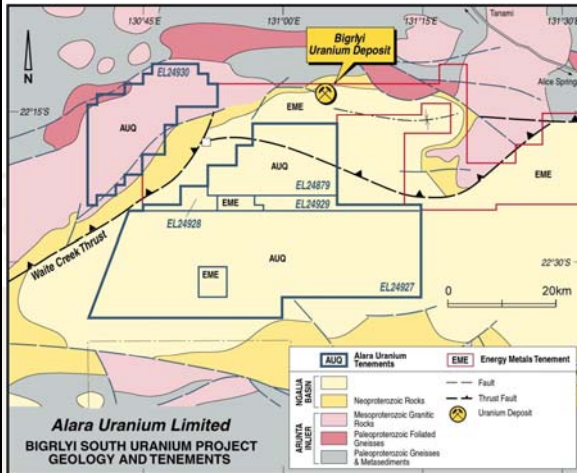 130°45'E
131°00'E
131°15'E
131°30'E
Tanami
Bigrlyi
Uranium Deposit
EL24930
N
Alice Spring
22°15'S
EME
AUQ
AUQ
EME
EL24879
EME
EL24929
EL24928
Waite Creek Thrust
AUQ
22°30'S
EME
EL24927
0 20km
AUQ Alara Uranium
Tenements
EME Energy Metals Tenement
NGALIA
BASIN
Neoproterozoic Rocks
ARUNTA
INLIER
Mesoproterozoic Granitic
Rocks
Paleoproterozoic Foliated
Gneisses
Paleoproterozoic Gneisses
& Metasediments
Fault
Thrust Fault
Uranium Deposit
Alara Uranium Limited
BIGRLYI SOUTH URANIUM PROJECT
GEOLOGY AND TENEMENTS